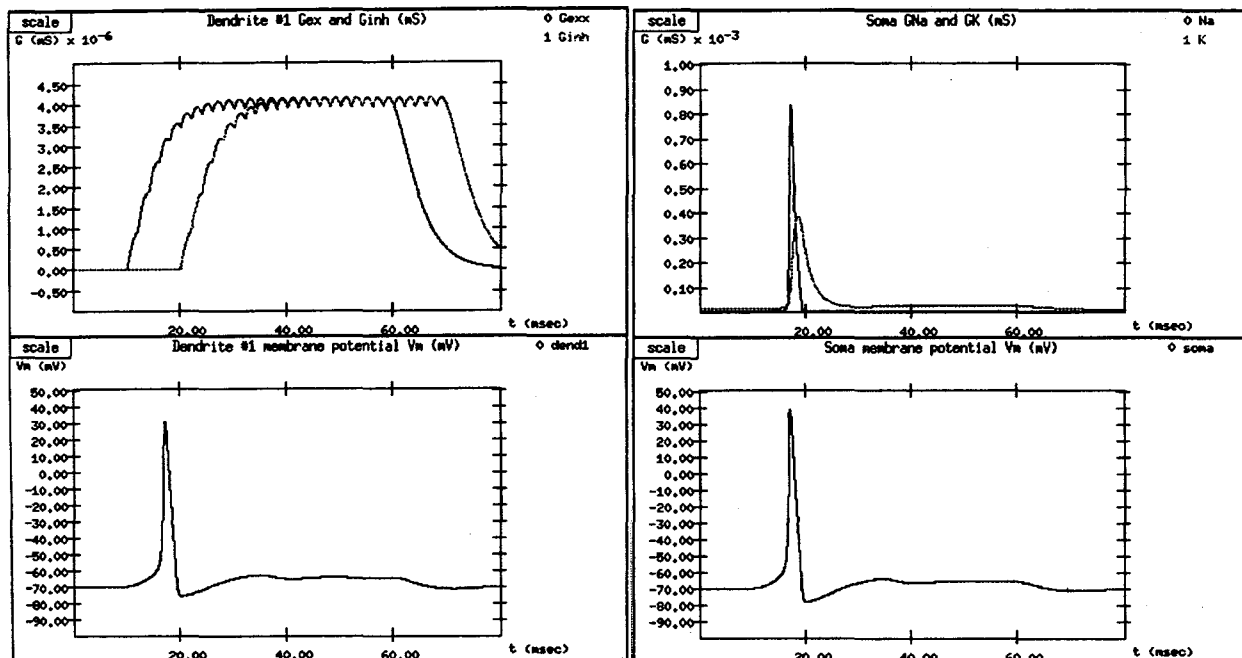 scale
Dendrite #1 Gex and Ginh (mS)
◊ Gexx
G (mS) x 10^-6
1 Ginh
4.50
4.00
3.50
3.00
2.50
2.00
1.50
1.00
0.50
0.00
-0.50
20.00 40.00 60.00
t (msec)
scale
Soma GNa and GK (mS)
◊ Na
G (mS) x 10^-3
1 K
1.00
0.90
0.80
0.70
0.60
0.50
0.40
0.30
0.20
0.10
20.00 40.00 60.00
t (msec)
scale
Dendrite #1 membrane potential Vm (mV)
◊ dend1
Vm (mV)
50.00
40.00
30.00
20.00
10.00
0.00
-10.00
-20.00
-30.00
-40.00
-50.00
-60.00
-70.00
-80.00
-90.00
20.00 40.00 60.00
t (msec)
scale
Soma membrane potential Vm (mV)
◊ soma
Vm (mV)
50.00
40.00
30.00
20.00
10.00
0.00
-10.00
-20.00
-30.00
-40.00
-50.00
-60.00
-70.00
-80.00
-90.00
20.00 40.00 60.00
t (msec)